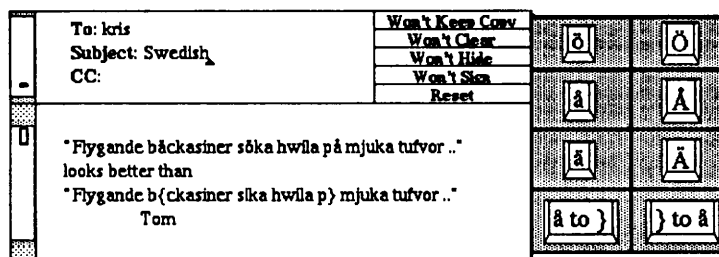 To: kris
Subject: Swedish
CC:
Won't Keep Copy
Won't Clear
Won't Hide
Won't Sign
Reset
"Flygande bäckasiner söka hwila på mjuka tufvor .."
looks better than
"Flygande b{ckasiner s|ka hwila p} mjuka tufvor .."
Tom
ö Ö
å Å
ä Ä
å to } } to å